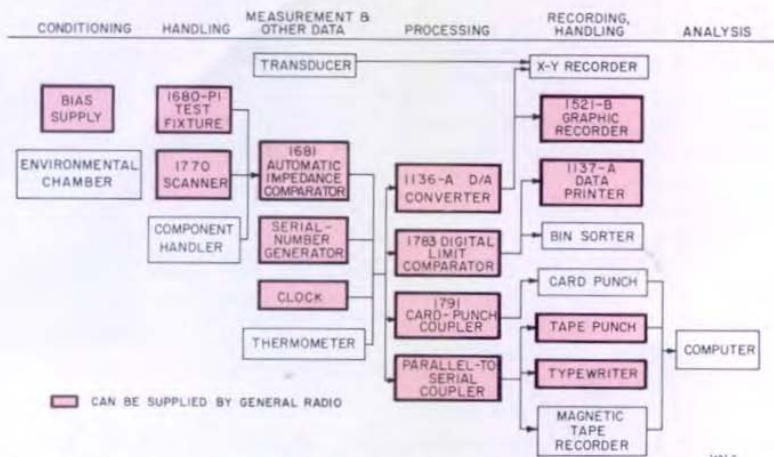 CONDITIONING
HANDLING
MEASUREMENT &
OTHER DATA
PROCESSING
RECORDING,
HANDLING
ANALYSIS
TRANSDUCER
X-Y RECORDER
BIAS
SUPPLY
1680-P1
TEST
FIXTURE
1521-B
GRAPHIC
RECORDER
ENVIRONMENTAL
CHAMBER
1770
SCANNER
1681
AUTOMATIC
IMPEDANCE
COMPARATOR
1136-A D/A
CONVERTER
1137-A
DATA
PRINTER
COMPONENT
HANDLER
SERIAL-
NUMBER
GENERATOR
1783 DIGITAL
LIMIT
COMPARATOR
BIN SORTER
CLOCK
1791
CARD-PUNCH
COUPLER
CARD PUNCH
THERMOMETER
TAPE PUNCH
COMPUTER
PARALLEL-TO
SERIAL
COUPLER
TYPEWRITER
MAGNETIC
TAPE
RECORDER
CAN BE SUPPLIED BY GENERAL RADIO